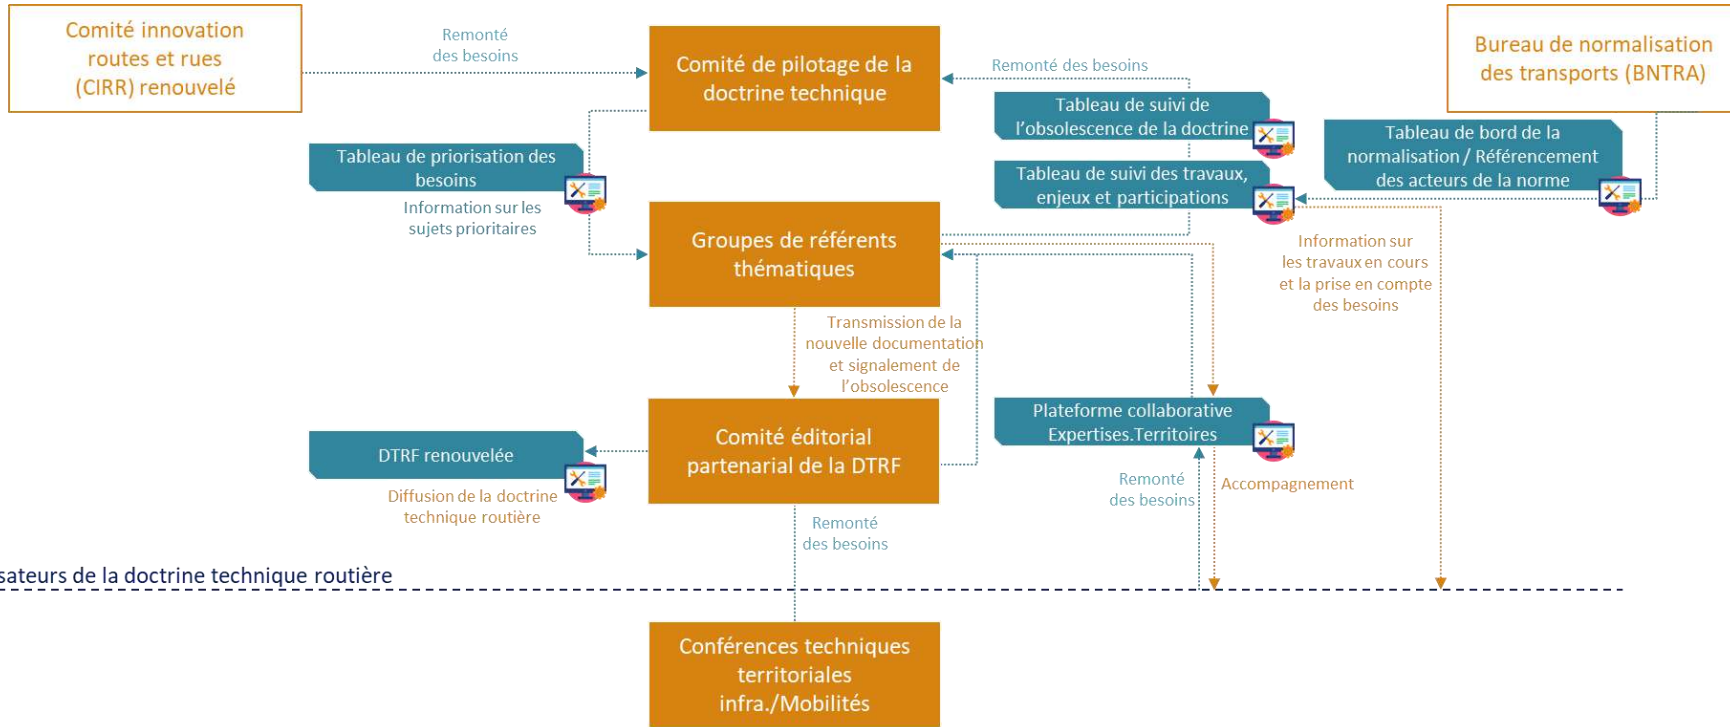 Comité innovation
routes et rues
(CIRR) renouvelé
Remonté
des besoins
Comité de pilotage de la
doctrine technique
Remonté des besoins
Bureau de normalisation
des transports (BNTRA)
Tableau de suivi de
l’obsolescence de la doctrine
Tableau de bord de la
normalisation / Référencement
des acteurs de la norme
Tableau de priorisation des
besoins
Tableau de suivi des travaux,
enjeux et participations
Information sur les
sujets prioritaires
Groupes de référents
thématiques
Information sur
les travaux en cours
et la prise en compte
des besoins
Transmission de la
nouvelle documentation
et signalement de
l’obsolescence
Comité éditorial
partenarial de la DTRF
Plateforme collaborative
Expertises.Territoires
DTRF renouvelée
Diffusion de la doctrine
technique routière
Remonté
des besoins
Accompagnement
Remonté
des besoins
sateurs de la doctrine technique routière
Conférences techniques
territoriales
infra./Mobilités